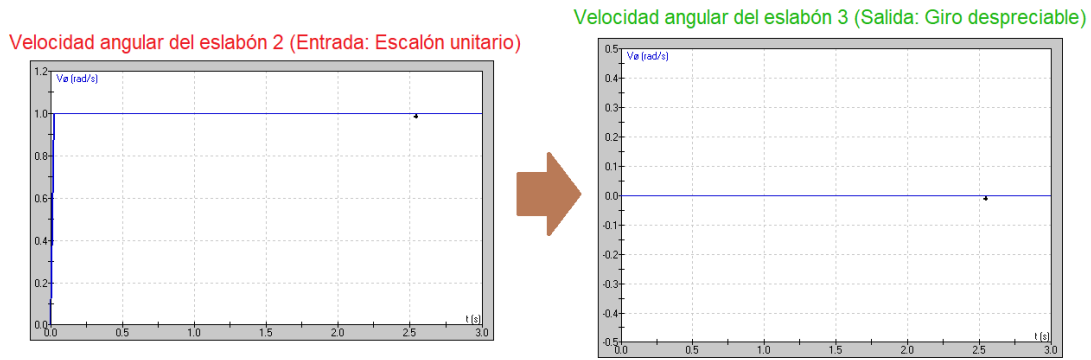 Velocidad angular del eslabón 3 (Salida: Giro despreciable)
Velocidad angular del eslabón 2 (Entrada: Escalón unitario)
Vø (rad/s)
1.2
1.0
0.8
0.6
0.4
0.2
0.0
0.0 0.5 1.0 1.5 2.0 2.5 3.0
t (s)
Vø (rad/s)
0.5
0.4
0.3
0.2
0.1
0.0
-0.1
-0.2
-0.3
-0.4
-0.5
0.0 0.5 1.0 1.5 2.0 2.5 3.0
t (s)